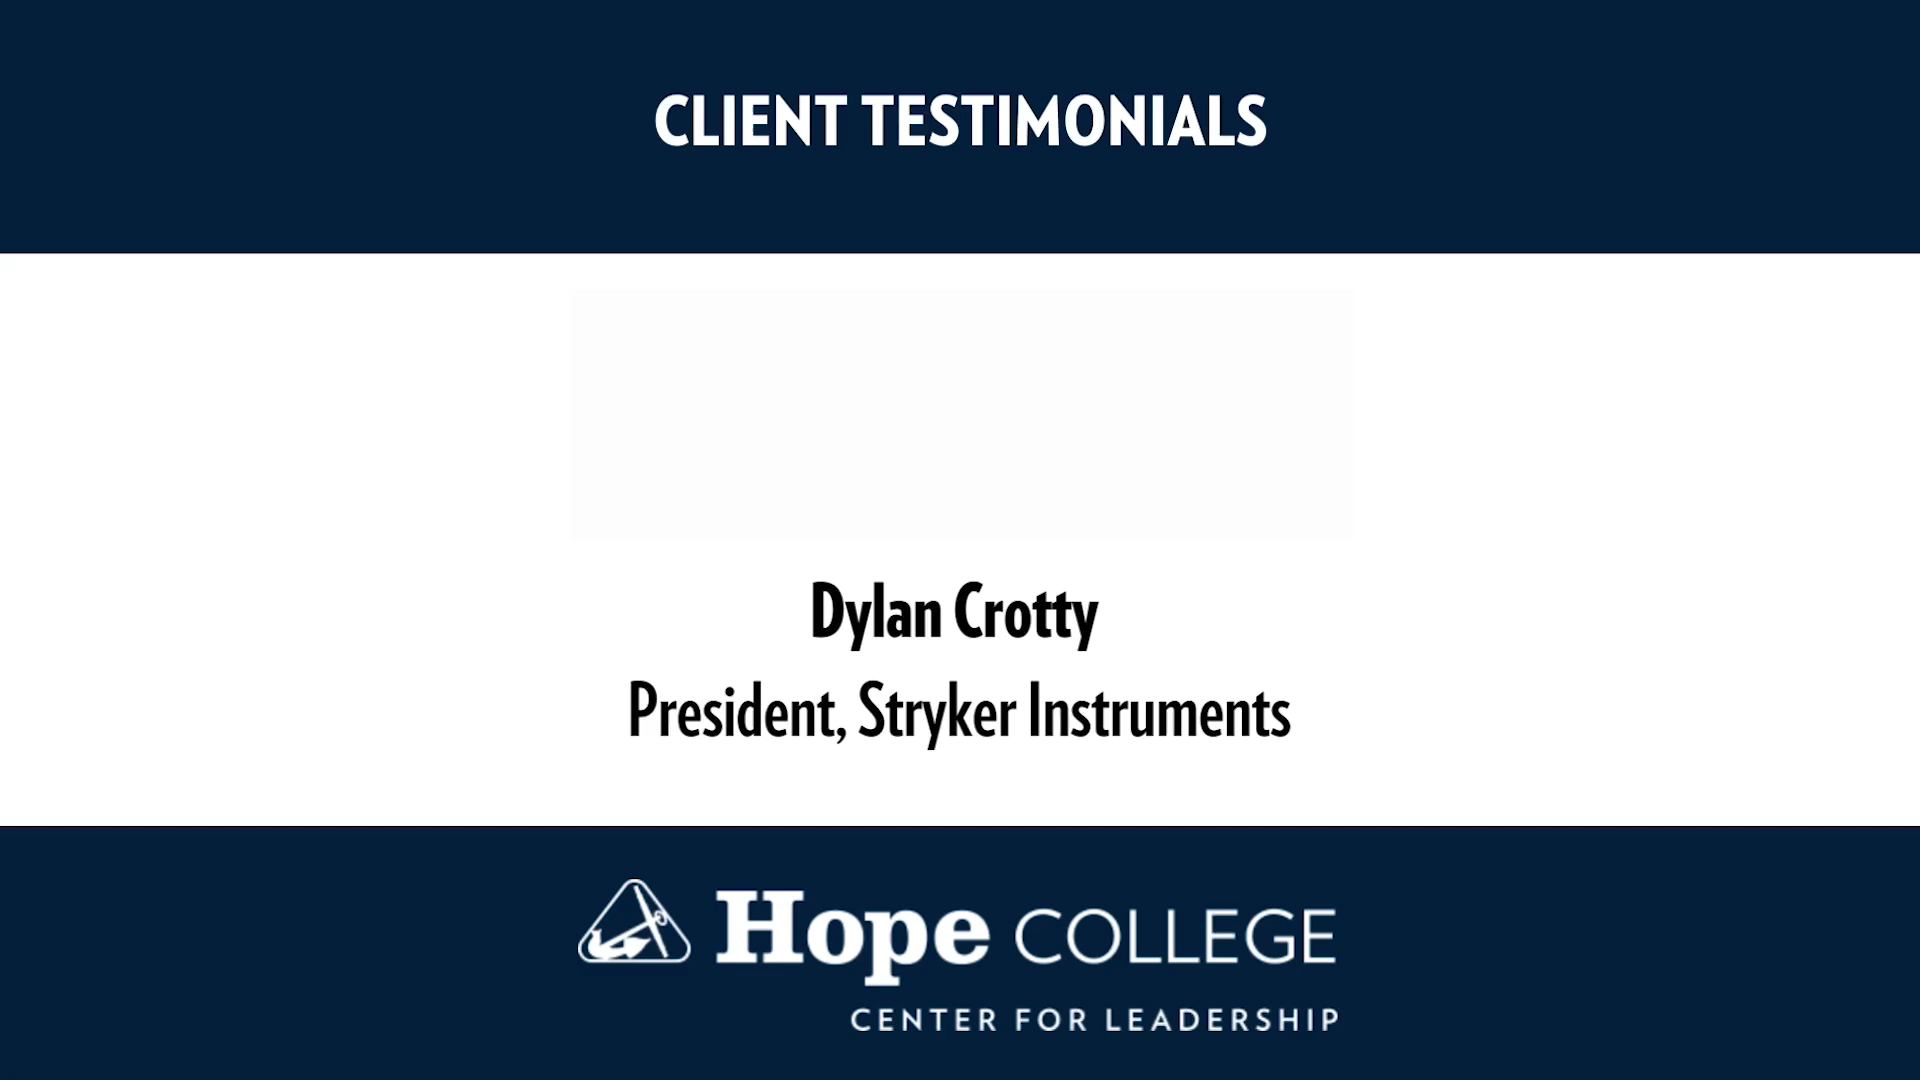 CLIENT TESTIMONIALS
Dylan Crotty
President, Stryker Instruments
Hope COLLEGE
CENTER FOR LEADERSHIP